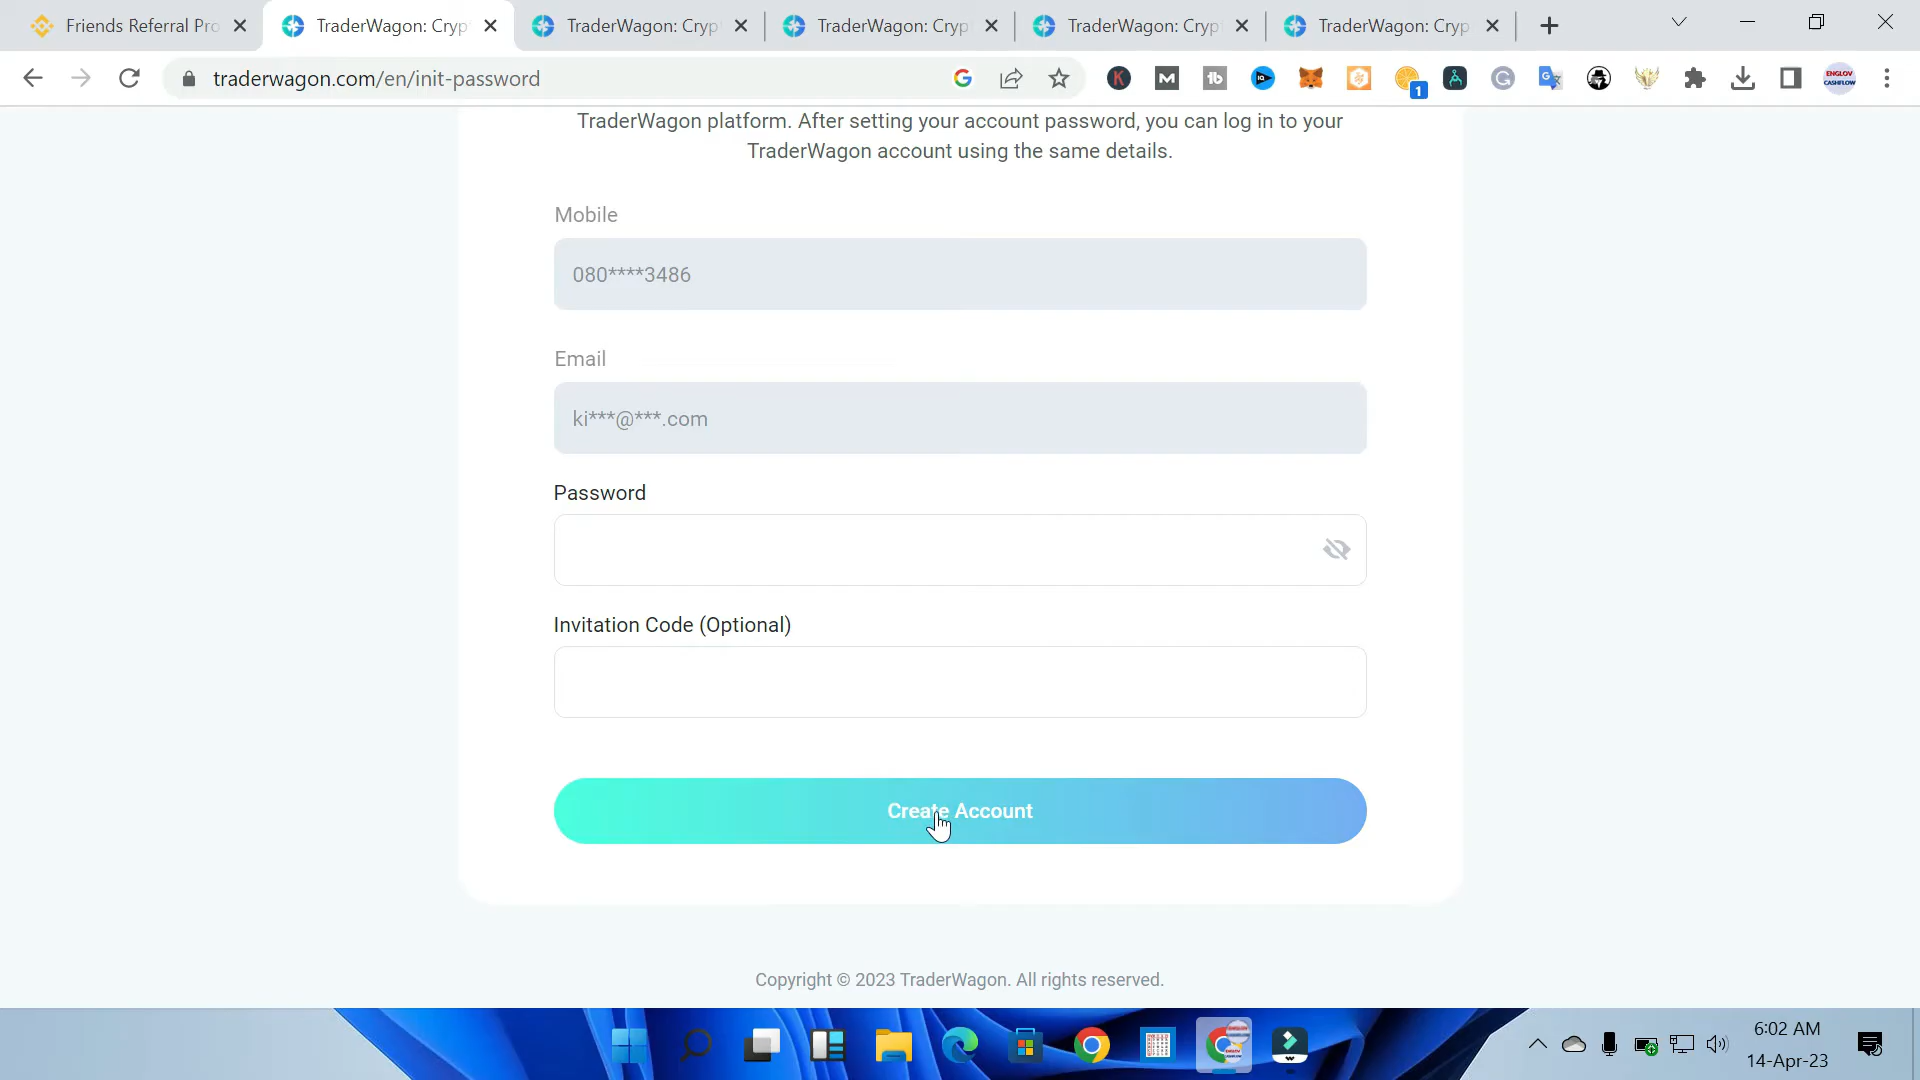 Friends Referral Pro
TraderWagon: Cryp
TraderWagon: Cryp
TraderWagon: Cryp
TraderWagon: Cryp
TraderWagon: Cryp
traderwagon.com/en/init-password
1
ENGLOV
CASHFLOW
TraderWagon platform. After setting your account password, you can log in to your
TraderWagon account using the same details.
Mobile
080****3486
Email
ki***@***.com
Password
Invitation Code (Optional)
Create Account
Copyright © 2023 TraderWagon. All rights reserved.
6:02 AM
14-Apr-23